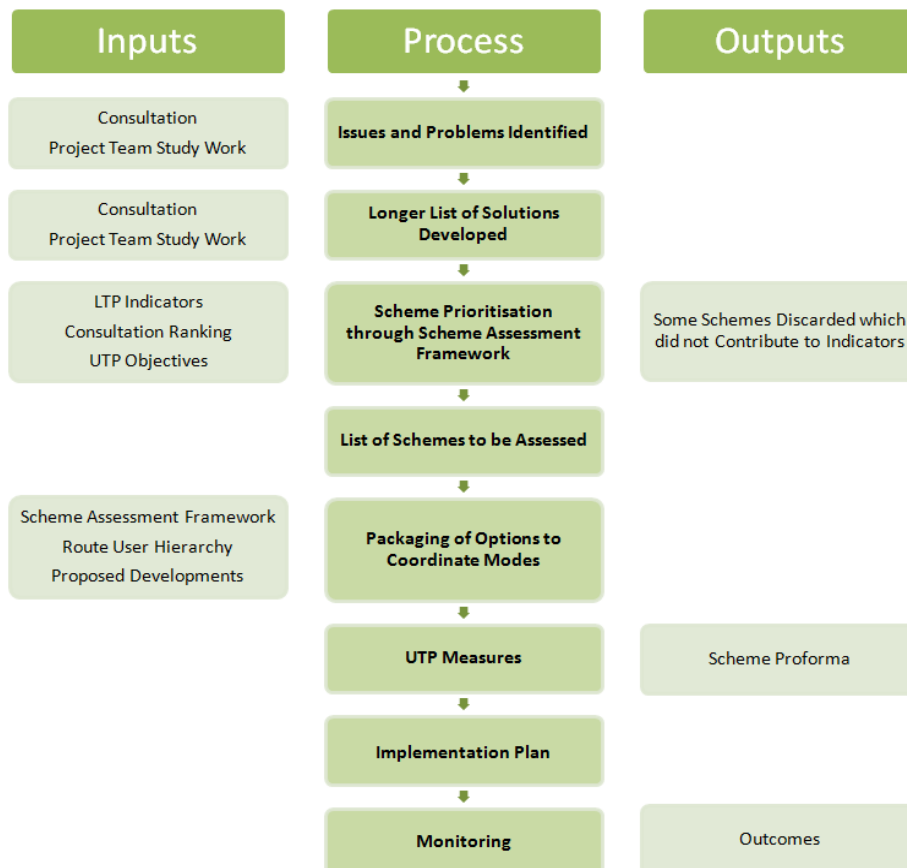 Inputs
Process
Outputs
Consultation
Project Team Study Work
Issues and Problems Identified
Consultation
Project Team Study Work
Longer List of Solutions
Developed
LTP Indicators
Consultation Ranking
UTP Objectives
Scheme Prioritisation
through Scheme Assessment
Framework
Some Schemes Discarded which
did not Contribute to Indicators
List of Schemes to be Assessed
Scheme Assessment Framework
Route User Hierarchy
Proposed Developments
Packaging of Options to
Coordinate Modes
UTP Measures
Scheme Proforma
Implementation Plan
Monitoring
Outcomes